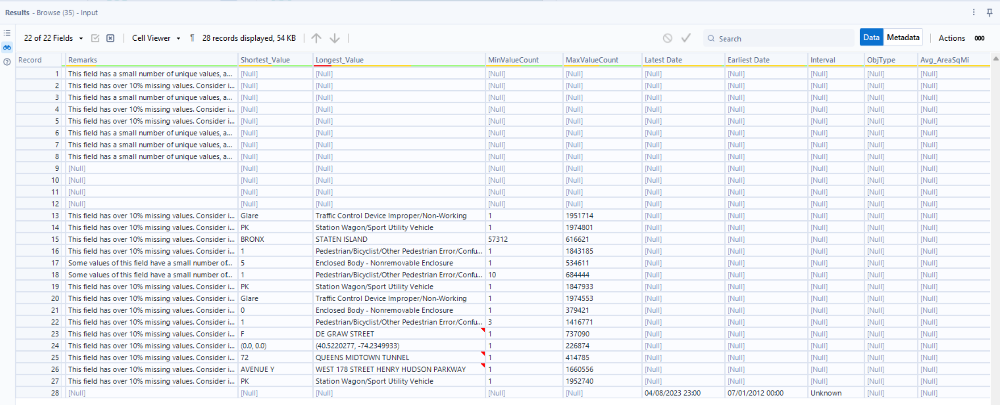 Results - Browse (35) - Input
22 of 22 Fields Cell Viewer ¶ 28 records displayed, 54 KB Search Data Metadata Actions 000
Record Remarks Shortest_Value Longest_Value MinValueCount MaxValueCount Latest Date Earliest Date Interval ObjType Avg_AreaSqMi
1 This field has a small number of unique values, a... [Null] [Null] [Null] [Null] [Null] [Null] [Null] [Null] [Null]
2 This field has over 10% missing values. Consider i... [Null] [Null] [Null] [Null] [Null] [Null] [Null] [Null] [Null]
3 This field has a small number of unique values, a... [Null] [Null] [Null] [Null] [Null] [Null] [Null] [Null] [Null]
4 This field has over 10% missing values. Consider i... [Null] [Null] [Null] [Null] [Null] [Null] [Null] [Null] [Null]
5 This field has over 10% missing values. Consider i... [Null] [Null] [Null] [Null] [Null] [Null] [Null] [Null] [Null]
6 This field has a small number of unique values, a... [Null] [Null] [Null] [Null] [Null] [Null] [Null] [Null] [Null]
7 This field has a small number of unique values, a... [Null] [Null] [Null] [Null] [Null] [Null] [Null] [Null] [Null]
8 This field has a small number of unique values, a... [Null] [Null] [Null] [Null] [Null] [Null] [Null] [Null] [Null]
9 [Null] [Null] [Null] [Null] [Null] [Null] [Null] [Null] [Null] [Null]
10 [Null] [Null] [Null] [Null] [Null] [Null] [Null] [Null] [Null] [Null]
11 [Null] [Null] [Null] [Null] [Null] [Null] [Null] [Null] [Null] [Null]
12 [Null] [Null] [Null] [Null] [Null] [Null] [Null] [Null] [Null] [Null]
13 This field has over 10% missing values. Consider i... Glare Traffic Control Device Improper/Non-Working 1 1951714 [Null] [Null] [Null] [Null] [Null]
14 This field has over 10% missing values. Consider i... PK Station Wagon/Sport Utility Vehicle 1 1974801 [Null] [Null] [Null] [Null] [Null]
15 This field has over 10% missing values. Consider i... BRONX STATEN ISLAND 57312 616621 [Null] [Null] [Null] [Null] [Null]
16 This field has over 10% missing values. Consider i... 1 Pedestrian/Bicyclist/Other Pedestrian Error/Confu... 1 1843185 [Null] [Null] [Null] [Null] [Null]
17 Some values of this field have a small number of... 5 Enclosed Body - Nonremovable Enclosure 1 534611 [Null] [Null] [Null] [Null] [Null]
18 Some values of this field have a small number of... 1 Pedestrian/Bicyclist/Other Pedestrian Error/Confu... 10 684444 [Null] [Null] [Null] [Null] [Null]
19 This field has over 10% missing values. Consider i... PK Station Wagon/Sport Utility Vehicle 1 1847933 [Null] [Null] [Null] [Null] [Null]
20 This field has over 10% missing values. Consider i... Glare Traffic Control Device Improper/Non-Working 1 1974553 [Null] [Null] [Null] [Null] [Null]
21 This field has over 10% missing values. Consider i... 0 Enclosed Body - Nonremovable Enclosure 1 379421 [Null] [Null] [Null] [Null] [Null]
22 This field has over 10% missing values. Consider i... 1 Pedestrian/Bicyclist/Other Pedestrian Error/Confu... 3 1416771 [Null] [Null] [Null] [Null] [Null]
23 This field has over 10% missing values. Consider i... F DE GRAW STREET 1 737090 [Null] [Null] [Null] [Null] [Null]
24 This field has over 10% missing values. Consider i... (0.0, 0.0) (40.5220277, -74.2349933) 1 226874 [Null] [Null] [Null] [Null] [Null]
25 This field has over 10% missing values. Consider i... 72 QUEENS MIDTOWN TUNNEL 1 414785 [Null] [Null] [Null] [Null] [Null]
26 This field has over 10% missing values. Consider i... AVENUE Y WEST 178 STREET HENRY HUDSON PARKWAY 1 1660556 [Null] [Null] [Null] [Null] [Null]
27 This field has over 10% missing values. Consider i... PK Station Wagon/Sport Utility Vehicle 1 1952740 [Null] [Null] [Null] [Null] [Null]
28 [Null] [Null] [Null] [Null] [Null] 04/08/2023 23:00 07/01/2012 00:00 Unknown [Null] [Null]